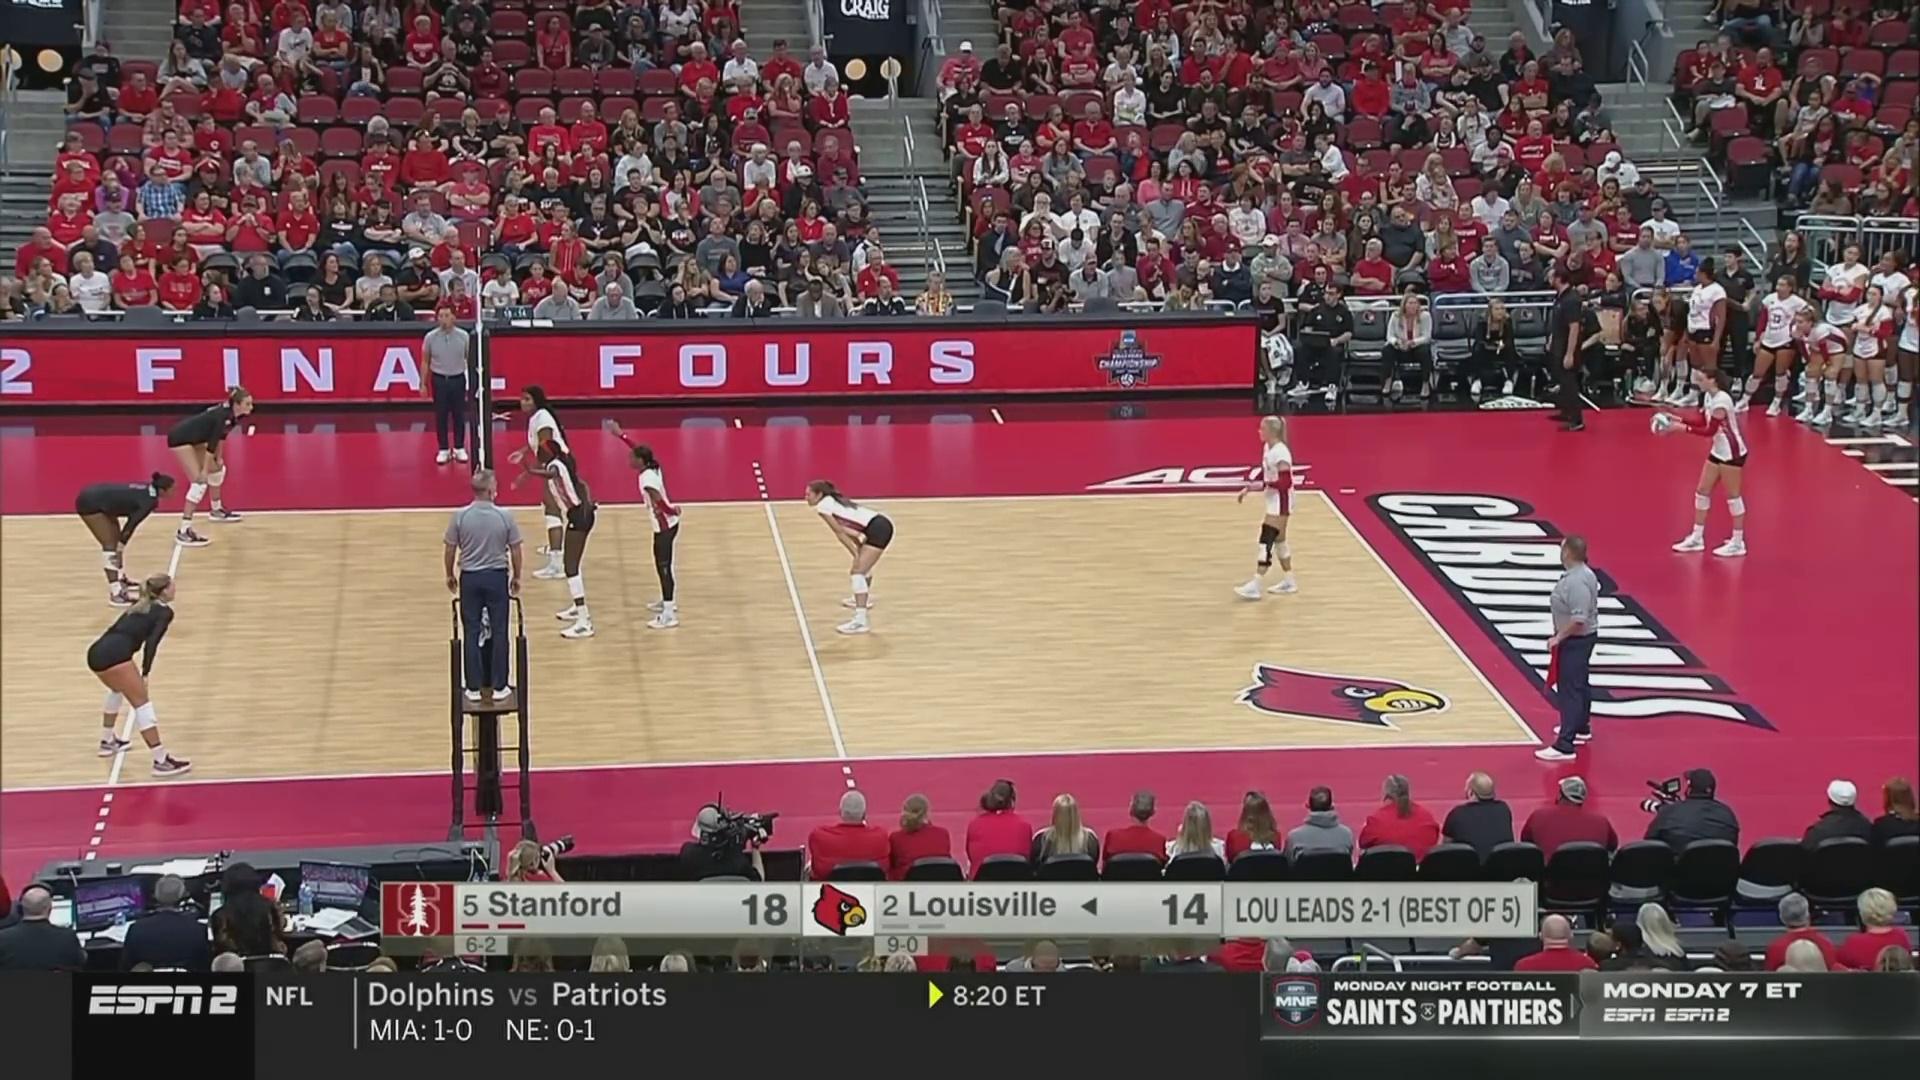 CRAIG
2 FINAL FOURS
CHAMPIONSHIP
ACC
CARDINALS
5 Stanford 18
6-2
2 Louisville 14
9-0
LOU LEADS 2-1 (BEST OF 5)
ESPN2
NFL
Dolphins vs Patriots
MIA: 1-0 NE: 0-1
8:20 ET
ESPN
MNF
NFL
MONDAY NIGHT FOOTBALL
SAINTS X PANTHERS
MONDAY 7 ET
ESPN ESPN2